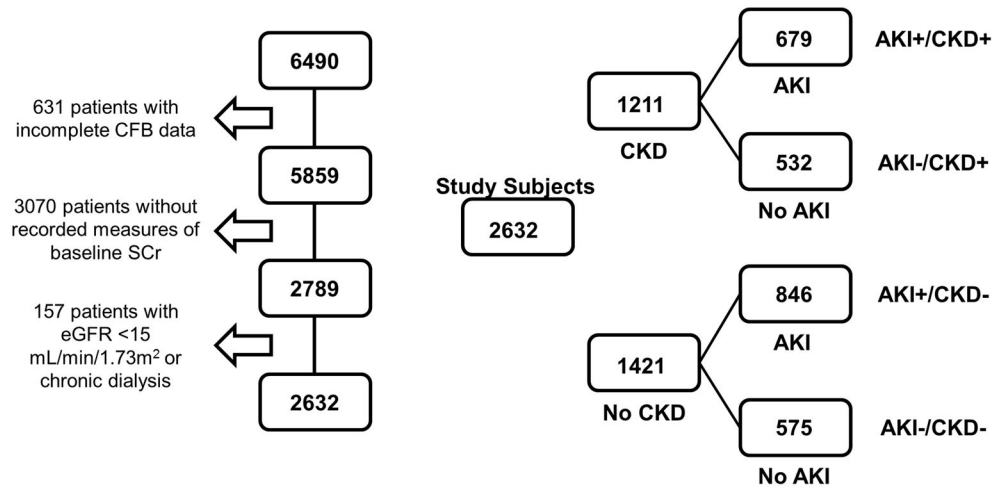 6490
631 patients with
incomplete CFB data
5859
3070 patients without
recorded measures of
baseline SCr
2789
157 patients with
eGFR <15
mL/min/1.73m² or
chronic dialysis
2632
Study Subjects
2632
1211
CKD
679
AKI
AKI+/CKD+
532
No AKI
AKI-/CKD+
1421
No CKD
846
AKI
AKI+/CKD-
575
No AKI
AKI-/CKD-